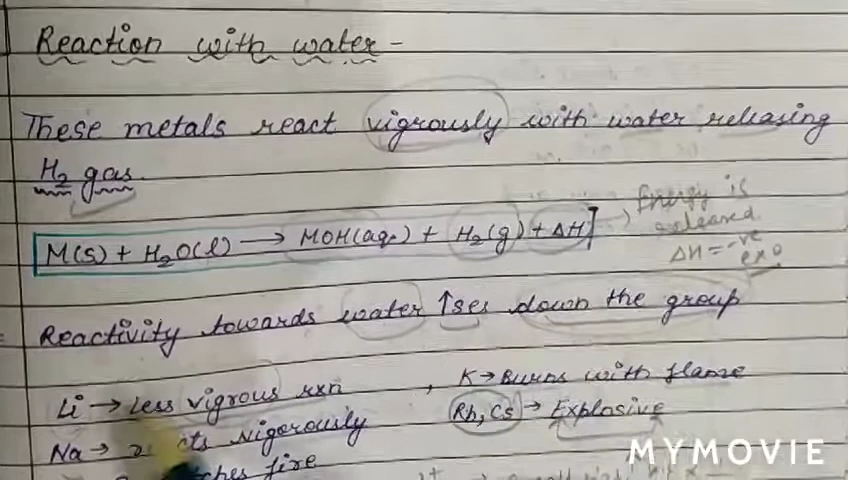 Reaction with water -
These metals react vigrously with water releasing
H₂ gas.
M(s) + H₂O(l) → MOH(aq.) + H₂(g) + ΔH
Energy is
released
ΔH = -ve
exo
Reactivity towards water ↑ses down the group
Li → Less vigrous rxn , K → Burns with flame
Na → vigorously Rb, Cs → Explosive
fire
MYMOVIE